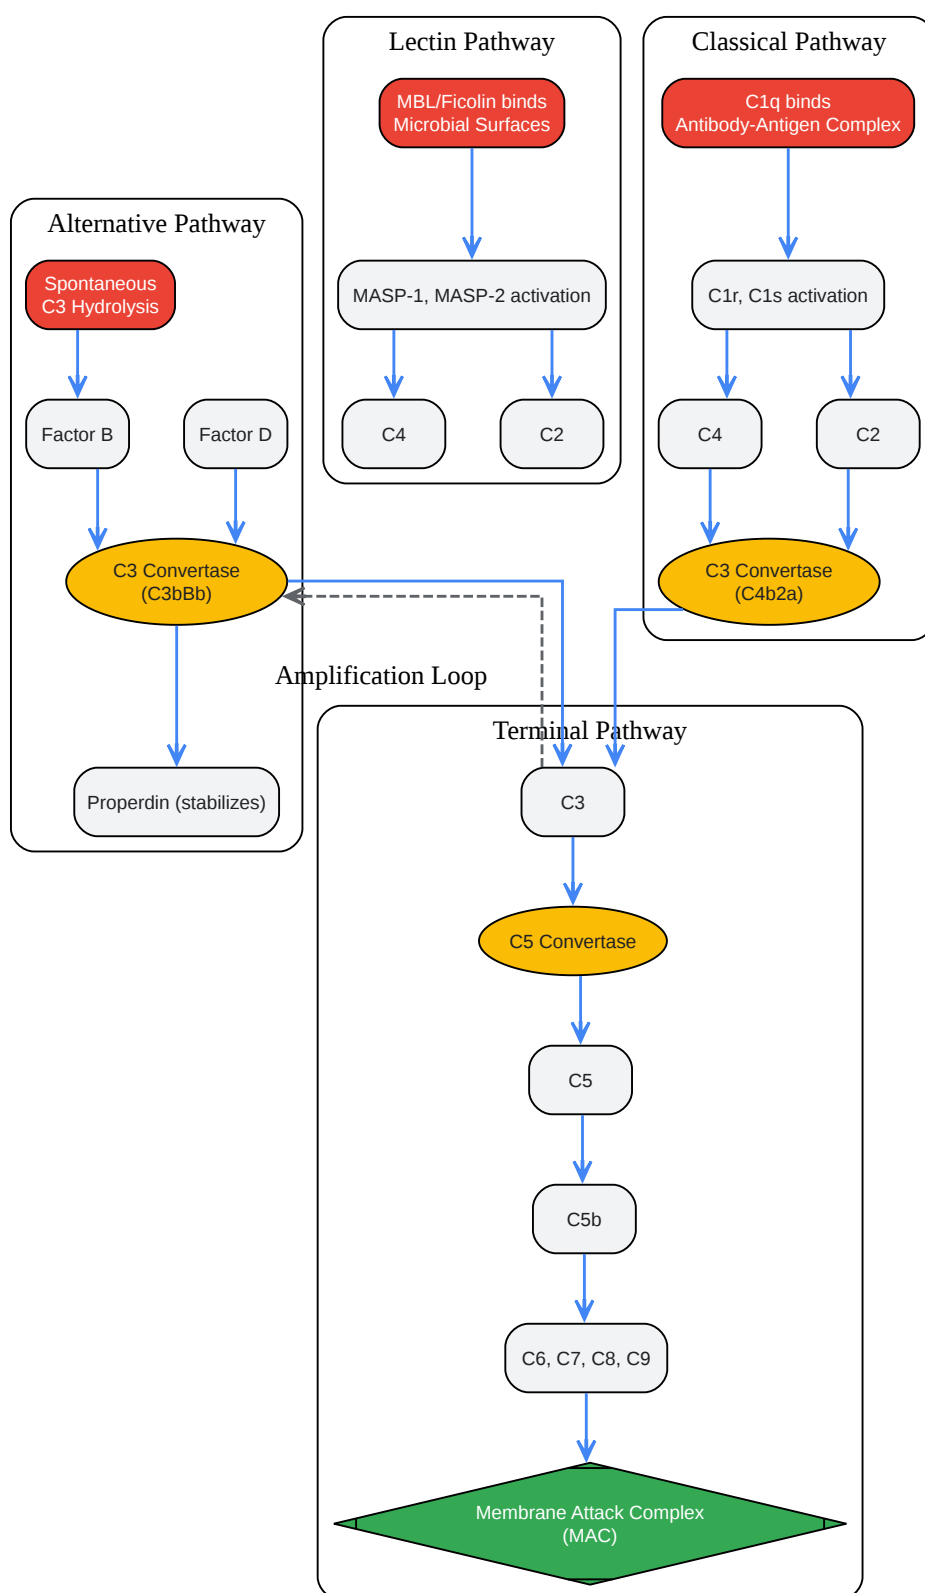 Lectin Pathway
MBL/Ficolin binds
Microbial Surfaces
MASP-1, MASP-2 activation
C4
C2
Classical Pathway
C1q binds
Antibody-Antigen Complex
C1r, C1s activation
C4
C2
C3 Convertase
(C4b2a)
Alternative Pathway
Spontaneous
C3 Hydrolysis
Factor B
Factor D
C3 Convertase
(C3bBb)
Properdin (stabilizes)
Amplification Loop
Terminal Pathway
C3
C5 Convertase
C5
C5b
C6, C7, C8, C9
Membrane Attack Complex
(MAC)